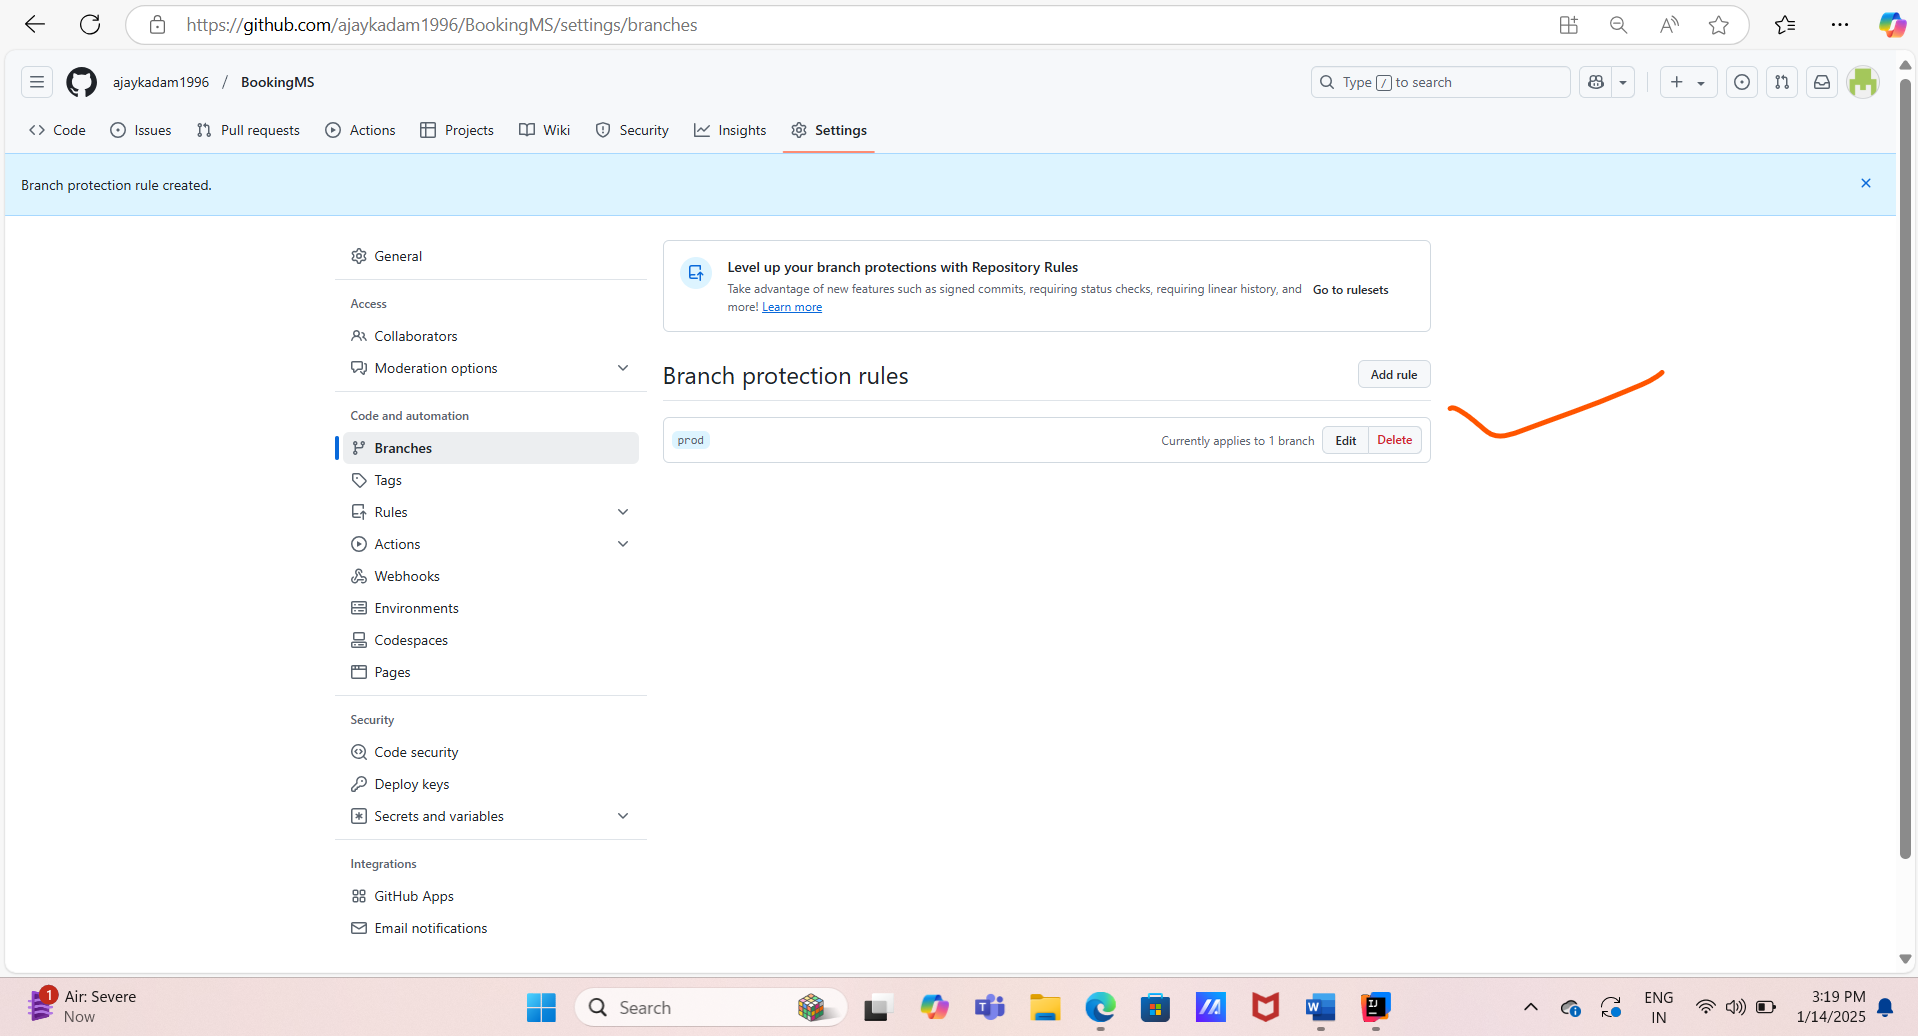 https://github.com/ajaykadam1996/BookingMS/settings/branches
ajaykadam1996 / BookingMS
Type / to search
Code Issues Pull requests Actions Projects Wiki Security Insights Settings
Branch protection rule created.
General
Access
Collaborators
Moderation options
Code and automation
Branches
Tags
Rules
Actions
Webhooks
Environments
Codespaces
Pages
Security
Code security
Deploy keys
Secrets and variables
Integrations
GitHub Apps
Email notifications
Level up your branch protections with Repository Rules
Take advantage of new features such as signed commits, requiring status checks, requiring linear history, and
more! Learn more
Go to rulesets
Branch protection rules
Add rule
prod
Currently applies to 1 branch
Edit
Delete
1
Air: Severe
Now
Search
ENG
IN
3:19 PM
1/14/2025